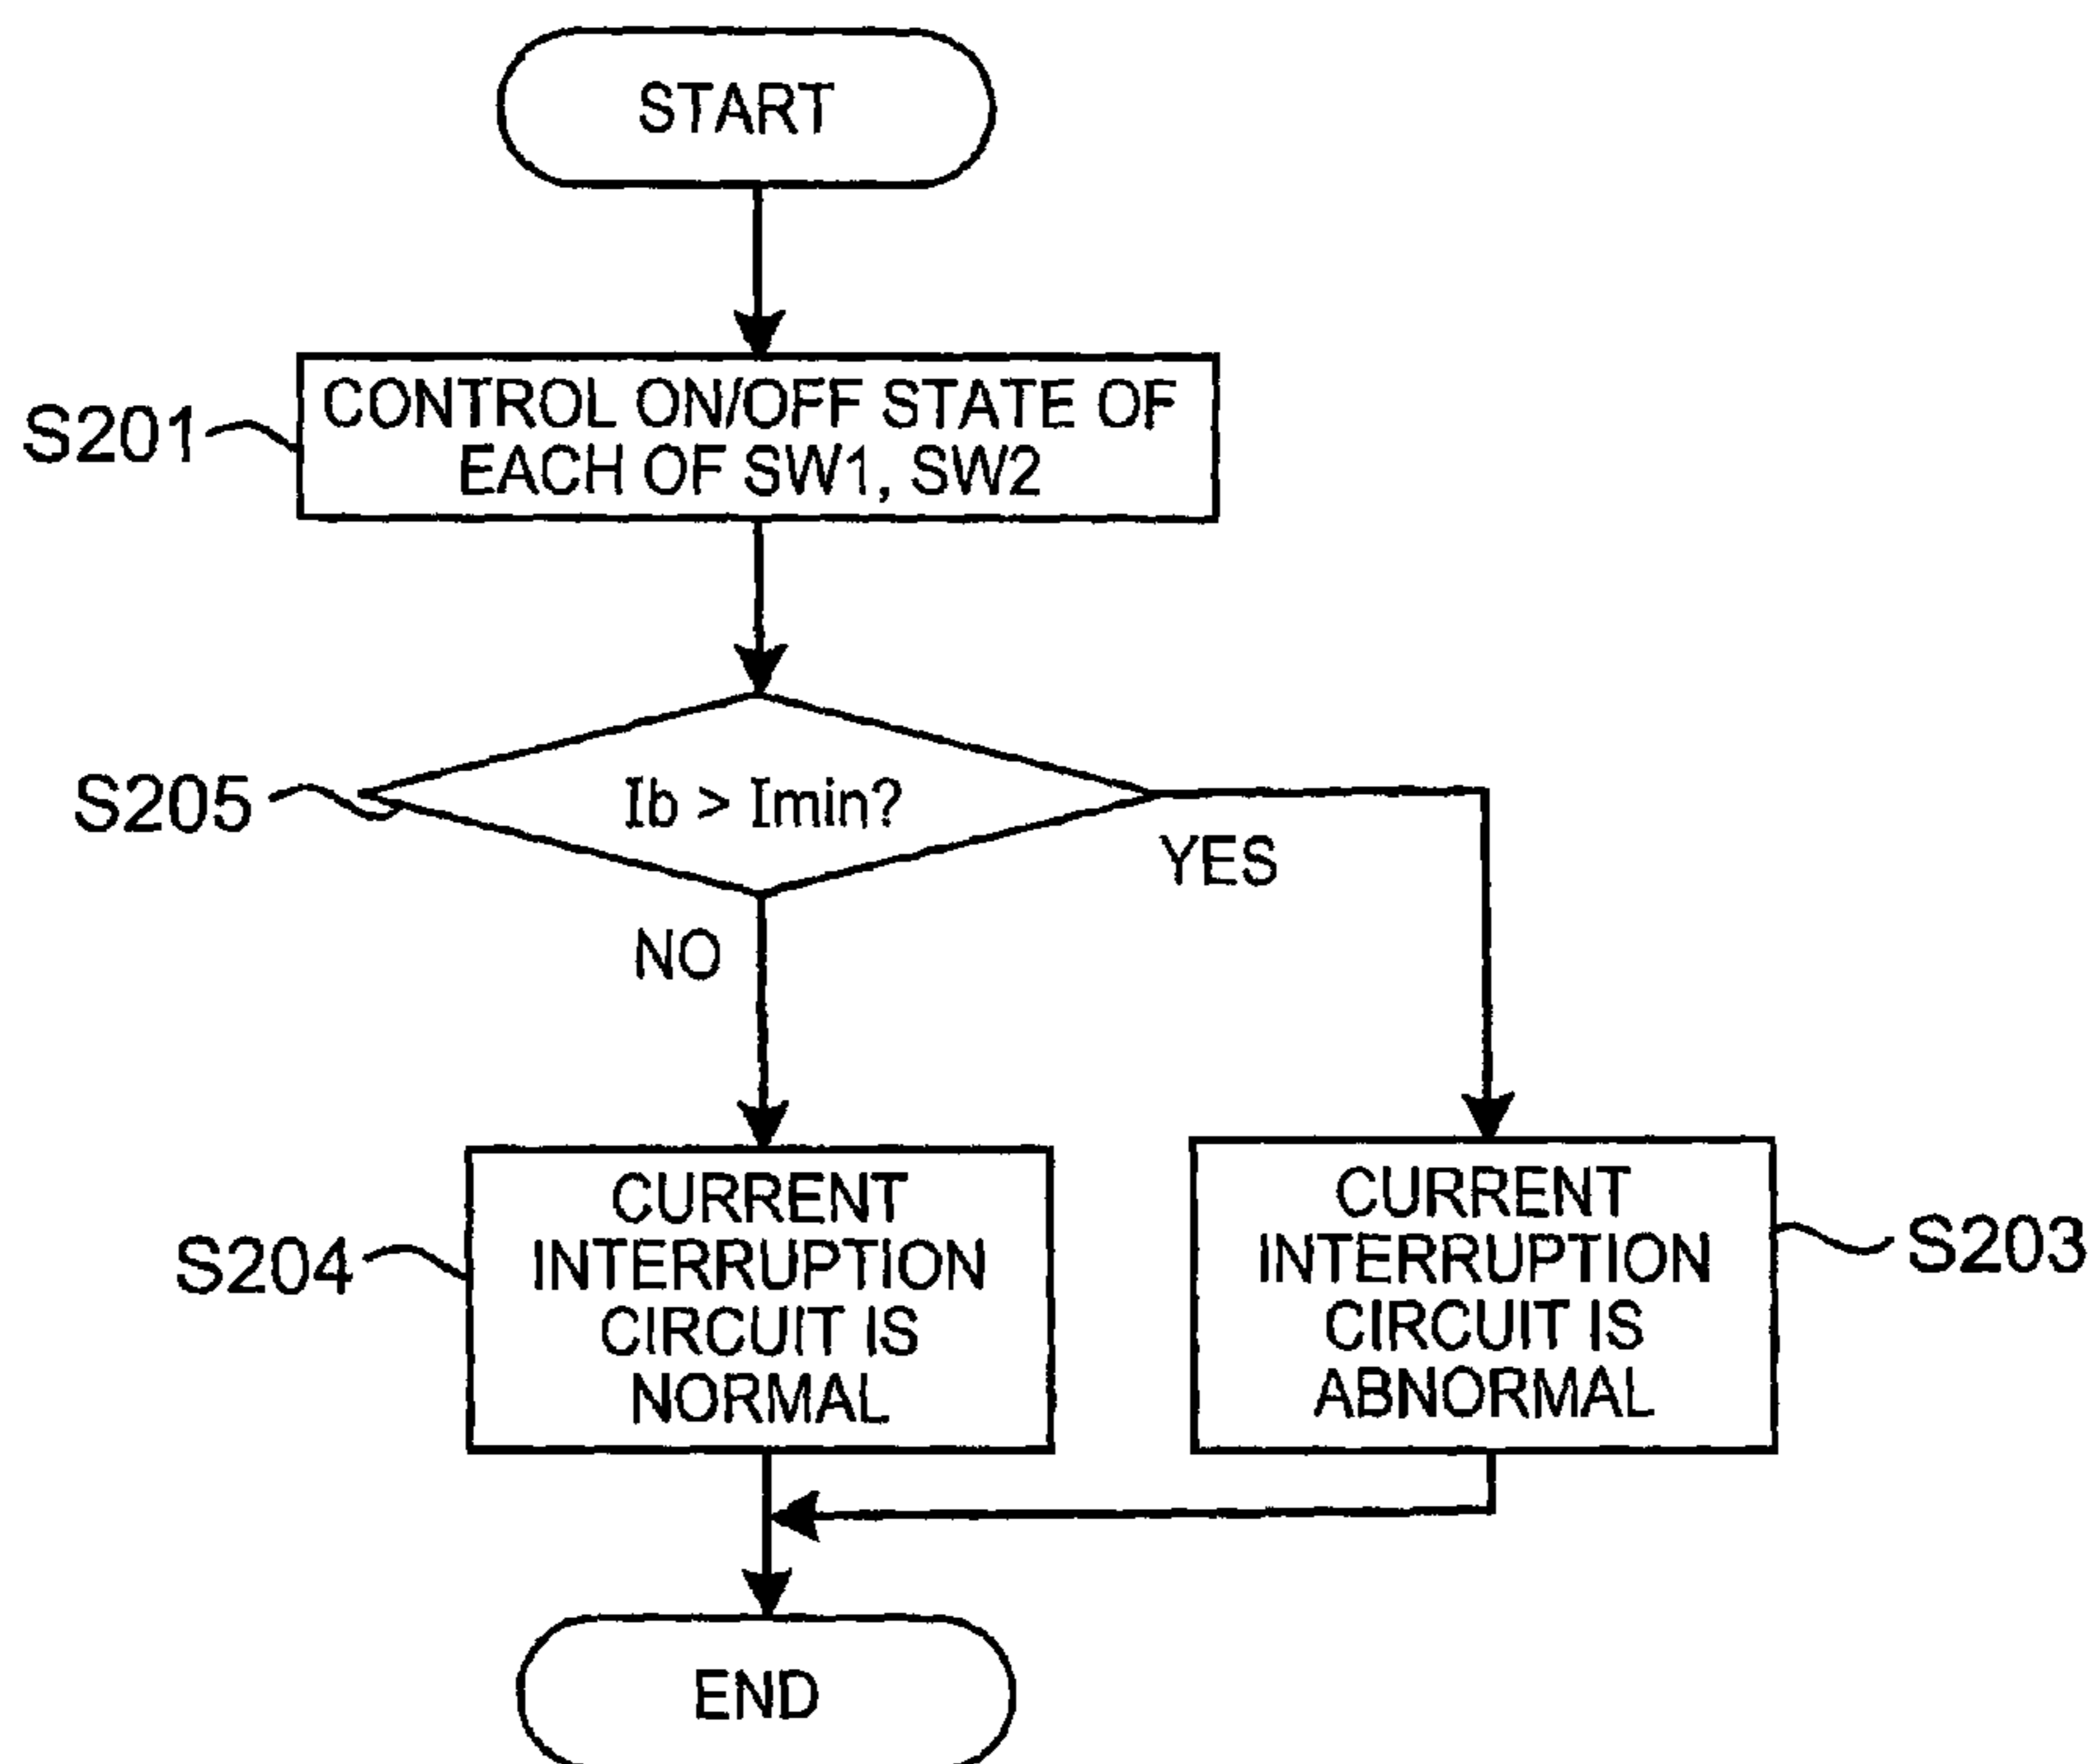 START
S201
CONTROL ON/OFF STATE OF
EACH OF SW1, SW2
S205
Ib > Imin?
YES
NO
S204
CURRENT
INTERRUPTION
CIRCUIT IS
NORMAL
CURRENT
INTERRUPTION
CIRCUIT IS
ABNORMAL
S203
END